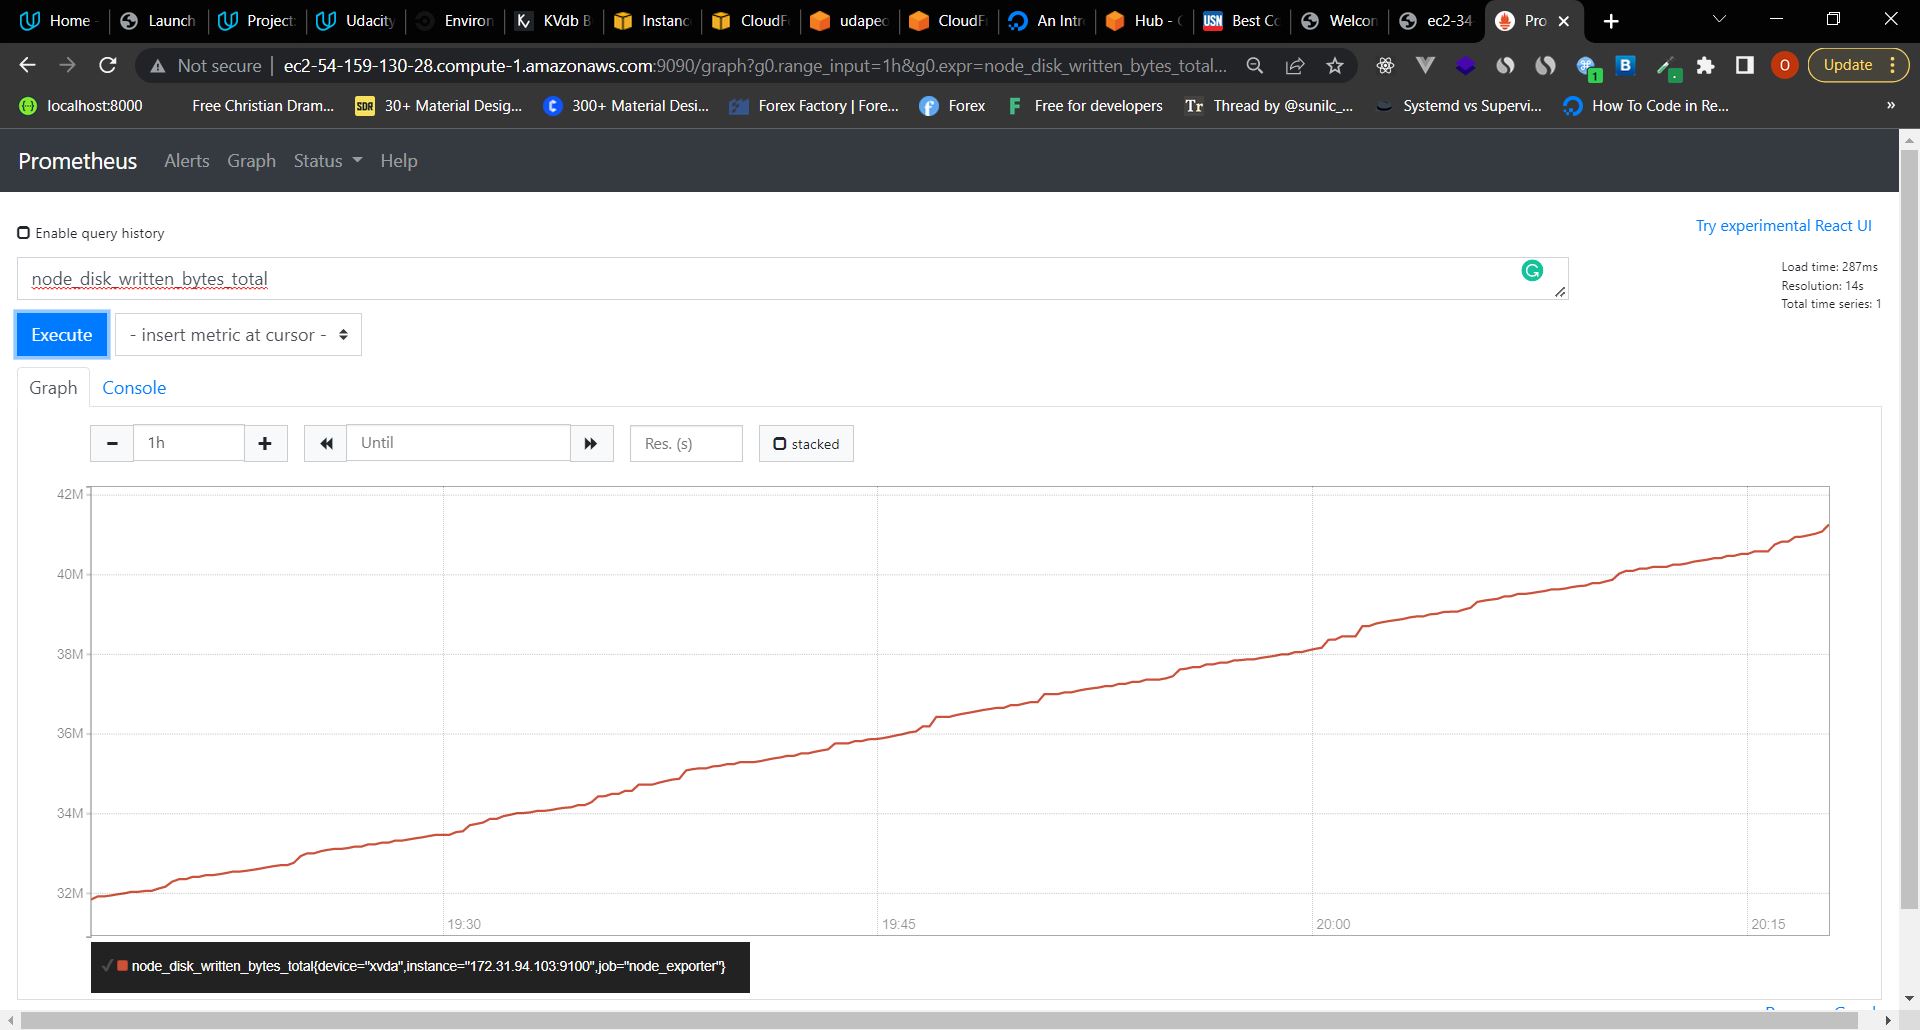 Home - Launch Project: Udacity Environ KVdb B Instanc CloudF udapeo CloudF An Intr Hub - Best Co Welcon ec2-34 Pro
Not secure ec2-54-159-130-28.compute-1.amazonaws.com:9090/graph?g0.range_input=1h&g0.expr=node_disk_written_bytes_total... 1 B O Update
localhost:8000 Free Christian Dram... SDR 30+ Material Desig... 300+ Material Desi... Forex Factory | Fore... Forex Free for developers Tr Thread by @sunilc_... Systemd vs Supervi... How To Code in Re... »
Prometheus Alerts Graph Status Help
Enable query history
Try experimental React UI
node_disk_written_bytes_total
Load time: 287ms
Resolution: 14s
Total time series: 1
Execute - insert metric at cursor -
Graph Console
1h Until Res. (s) stacked
42M
40M
38M
36M
34M
32M
19:30 19:45 20:00 20:15
node_disk_written_bytes_total{device="xvda",instance="172.31.94.103:9100",job="node_exporter"}